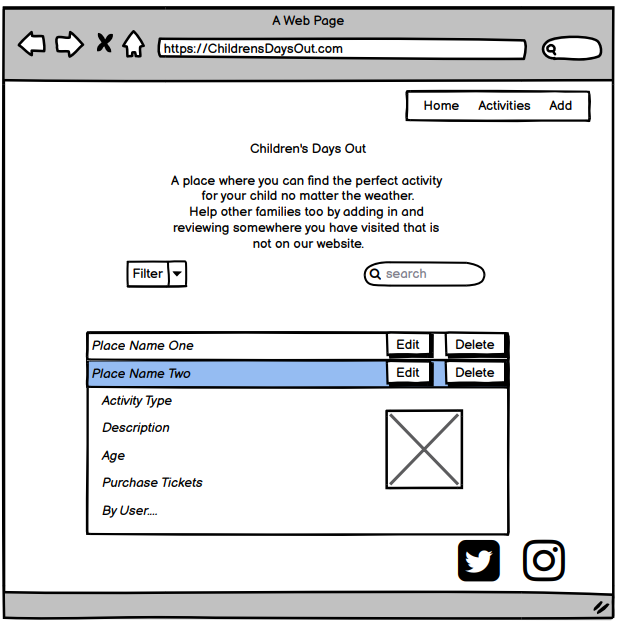 A Web Page
https://ChildrensDaysOut.com
Home Activities Add
Children's Days Out
A place where you can find the perfect activity
for your child no matter the weather.
Help other families too by adding in and
reviewing somewhere you have visited that is
not on our website.
Filter
search
Place Name One Edit Delete
Place Name Two Edit Delete
Activity Type
Description
Age
Purchase Tickets
By User....